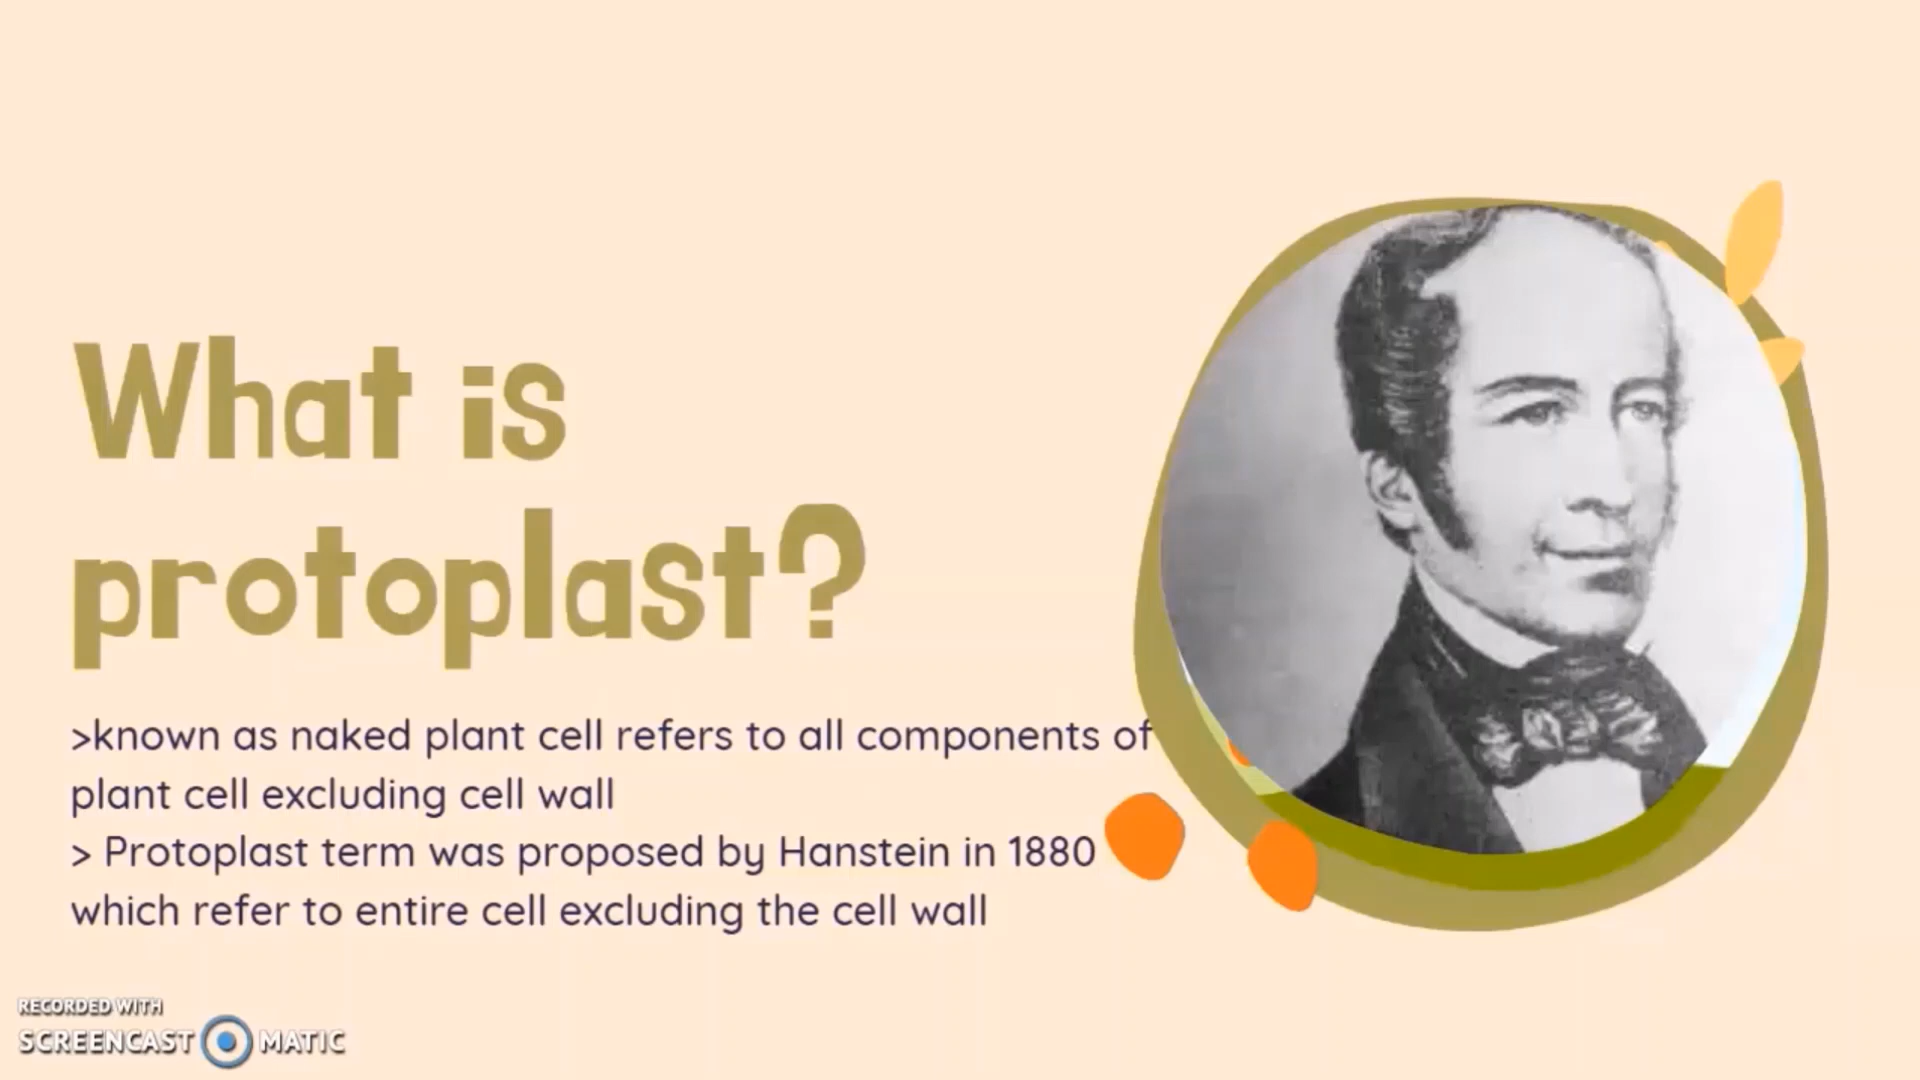 What is
protoplast?
>known as naked plant cell refers to all components of
plant cell excluding cell wall
> Protoplast term was proposed by Hanstein in 1880
which refer to entire cell excluding the cell wall
RECORDED WITH
SCREENCAST MATIC